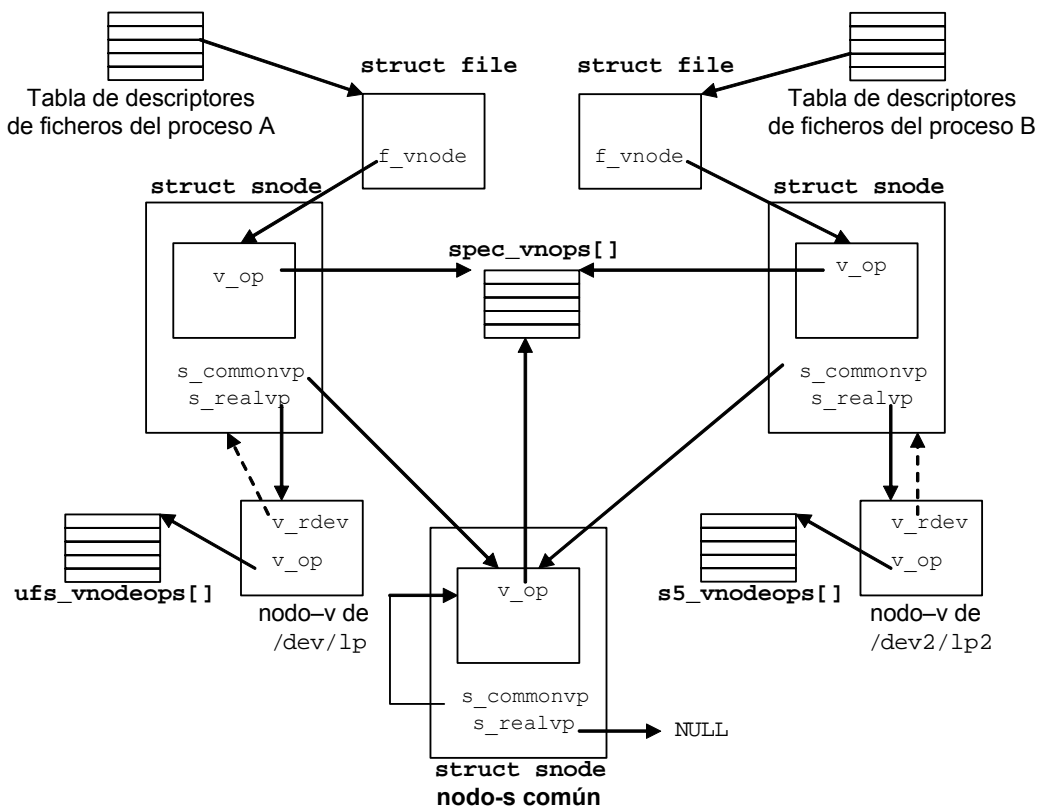 struct file
struct file
Tabla de descriptores
de ficheros del proceso A
Tabla de descriptores
de ficheros del proceso B
f_vnode
f_vnode
struct snode
struct snode
spec_vnops[]
v_op
v_op
s_commonvp
s_realvp
s_commonvp
s_realvp
v_rdev
v_op
v_rdev
v_op
ufs_vnodeops[]
s5_vnodeops[]
nodo–v de
/dev/lp
nodo–v de
/dev2/lp2
v_op
s_commonvp
s_realvp
NULL
struct snode
nodo-s común